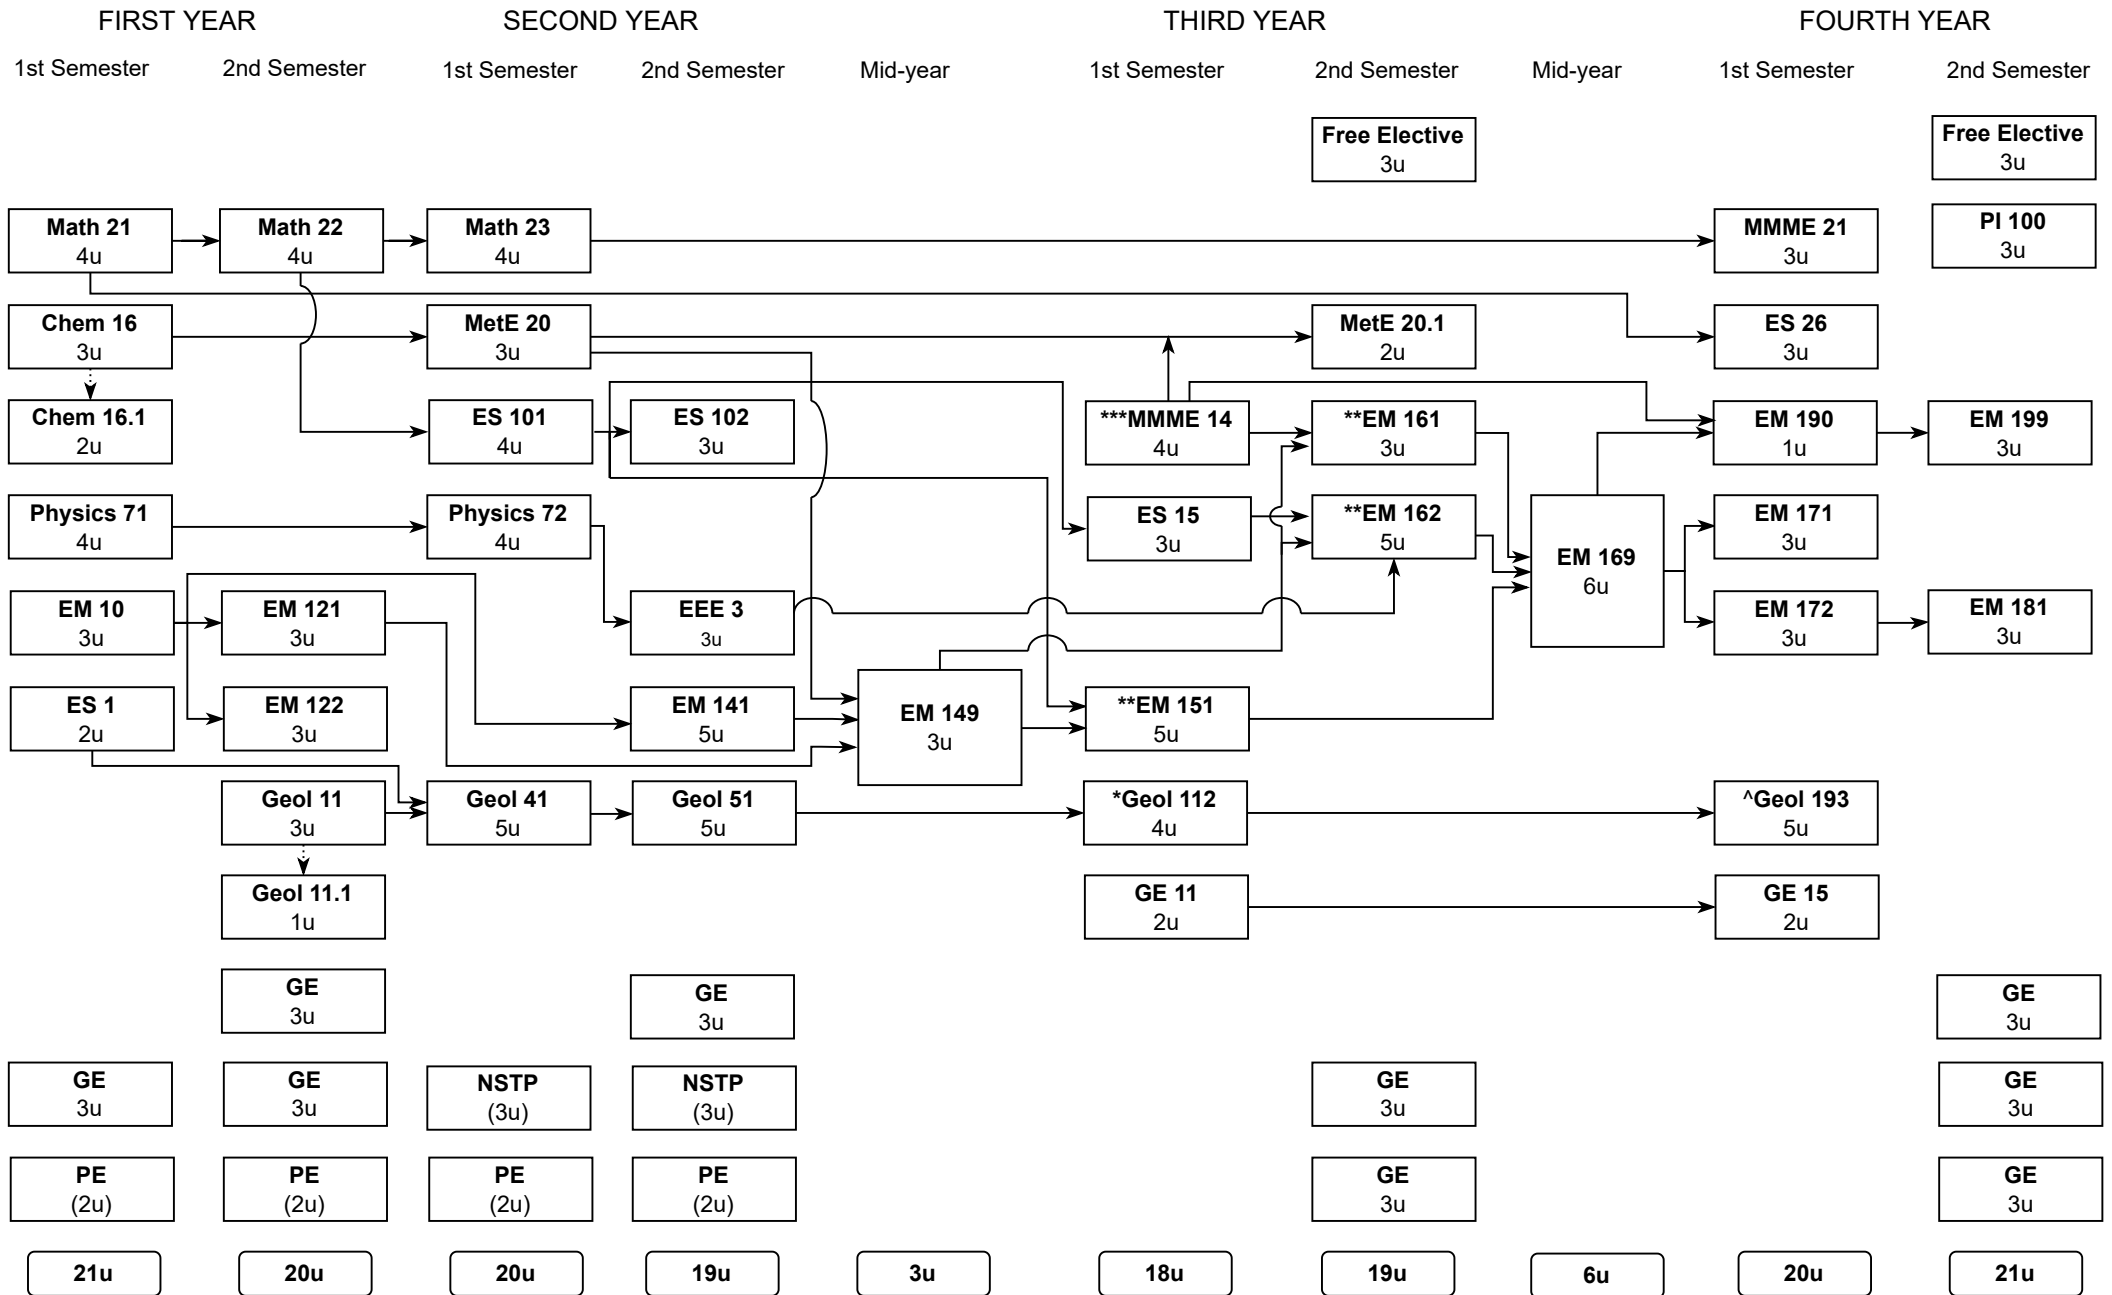 FIRST YEAR
SECOND YEAR
THIRD YEAR
FOURTH YEAR
1st Semester
2nd Semester
1st Semester
2nd Semester
Mid-year
1st Semester
2nd Semester
Mid-year
1st Semester
2nd Semester
Free Elective
3u
Free Elective
3u
Math 21
4u
Math 22
4u
Math 23
4u
MMME 21
3u
PI 100
3u
Chem 16
3u
MetE 20
3u
MetE 20.1
2u
ES 26
3u
Chem 16.1
2u
ES 101
4u
ES 102
3u
***MMME 14
4u
**EM 161
3u
EM 190
1u
EM 199
3u
Physics 71
4u
Physics 72
4u
ES 15
3u
**EM 162
5u
EM 169
6u
EM 171
3u
EM 10
3u
EM 121
3u
EEE 3
3u
EM 172
3u
EM 181
3u
ES 1
2u
EM 122
3u
EM 141
5u
EM 149
3u
**EM 151
5u
Geol 11
3u
Geol 41
5u
Geol 51
5u
*Geol 112
4u
^Geol 193
5u
Geol 11.1
1u
GE 11
2u
GE 15
2u
GE
3u
GE
3u
GE
3u
GE
3u
GE
3u
NSTP
(3u)
NSTP
(3u)
GE
3u
GE
3u
PE
(2u)
PE
(2u)
PE
(2u)
PE
(2u)
GE
3u
GE
3u
21u
20u
20u
19u
3u
18u
19u
6u
20u
21u